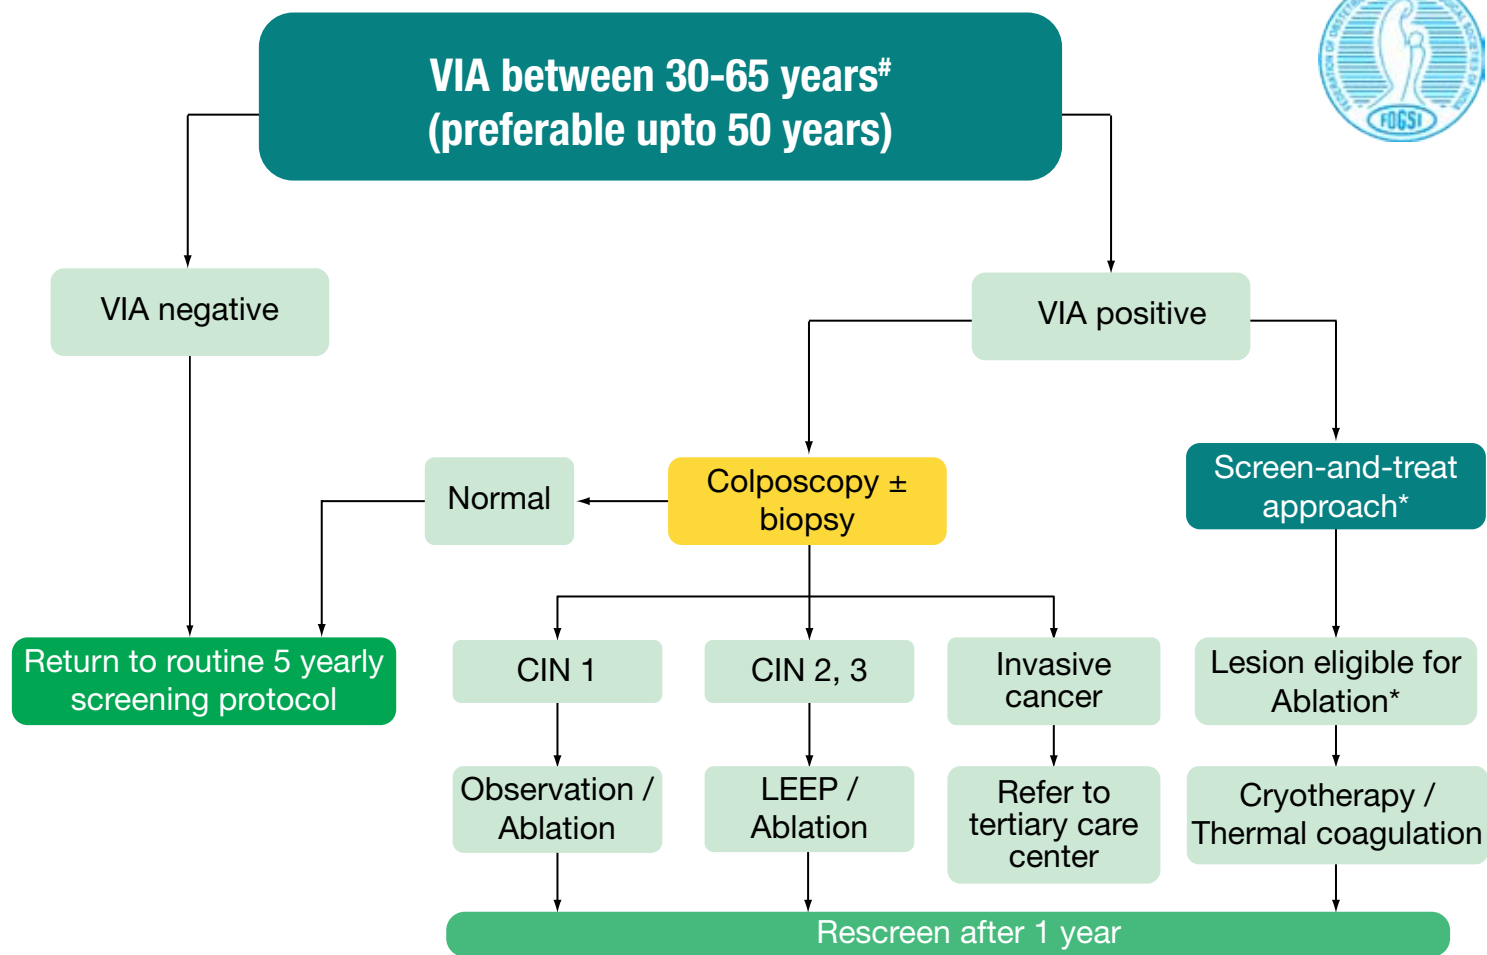 VIA between 30-65 years#
(preferable upto 50 years)
FOGSI
VIA negative
VIA positive
Normal
Colposcopy ±
biopsy
Screen-and-treat
approach*
Return to routine 5 yearly
screening protocol
CIN 1
CIN 2, 3
Invasive
cancer
Lesion eligible for
Ablation*
Observation /
Ablation
LEEP /
Ablation
Refer to
tertiary care
center
Cryotherapy /
Thermal coagulation
Rescreen after 1 year